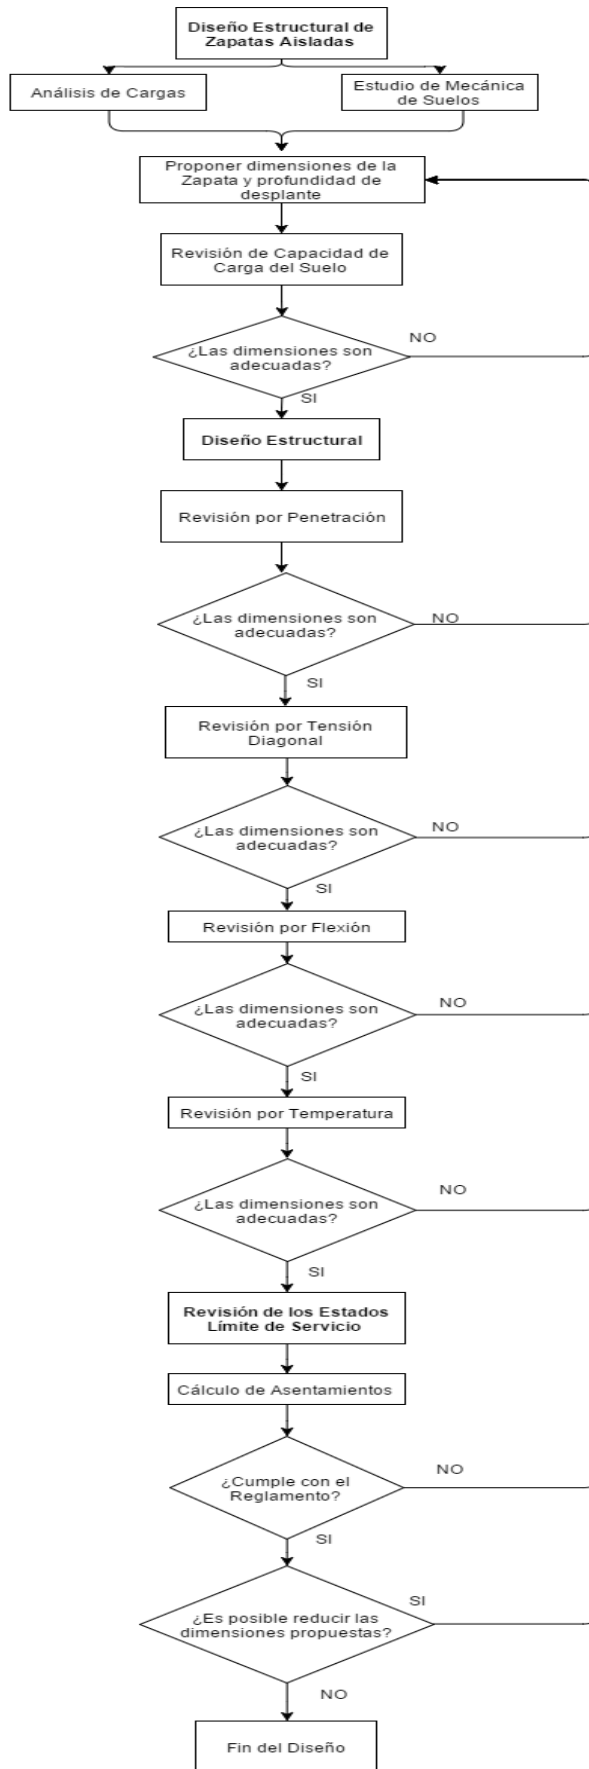 Diseño Estructural de
Zapatas Aisladas
Análisis de Cargas
Estudio de Mecánica
de Suelos
Proponer dimensiones de la
Zapata y profundidad de
desplante
Revisión de Capacidad de
Carga del Suelo
¿Las dimensiones son
adecuadas?
NO
SI
Diseño Estructural
Revisión por Penetración
¿Las dimensiones son
adecuadas?
NO
SI
Revisión por Tensión
Diagonal
¿Las dimensiones son
adecuadas?
NO
SI
Revisión por Flexión
¿Las dimensiones son
adecuadas?
NO
SI
Revisión por Temperatura
¿Las dimensiones son
adecuadas?
NO
SI
Revisión de los Estados
Límite de Servicio
Cálculo de Asentamientos
¿Cumple con el
Reglamento?
NO
SI
¿Es posible reducir las
dimensiones propuestas?
SI
NO
Fin del Diseño